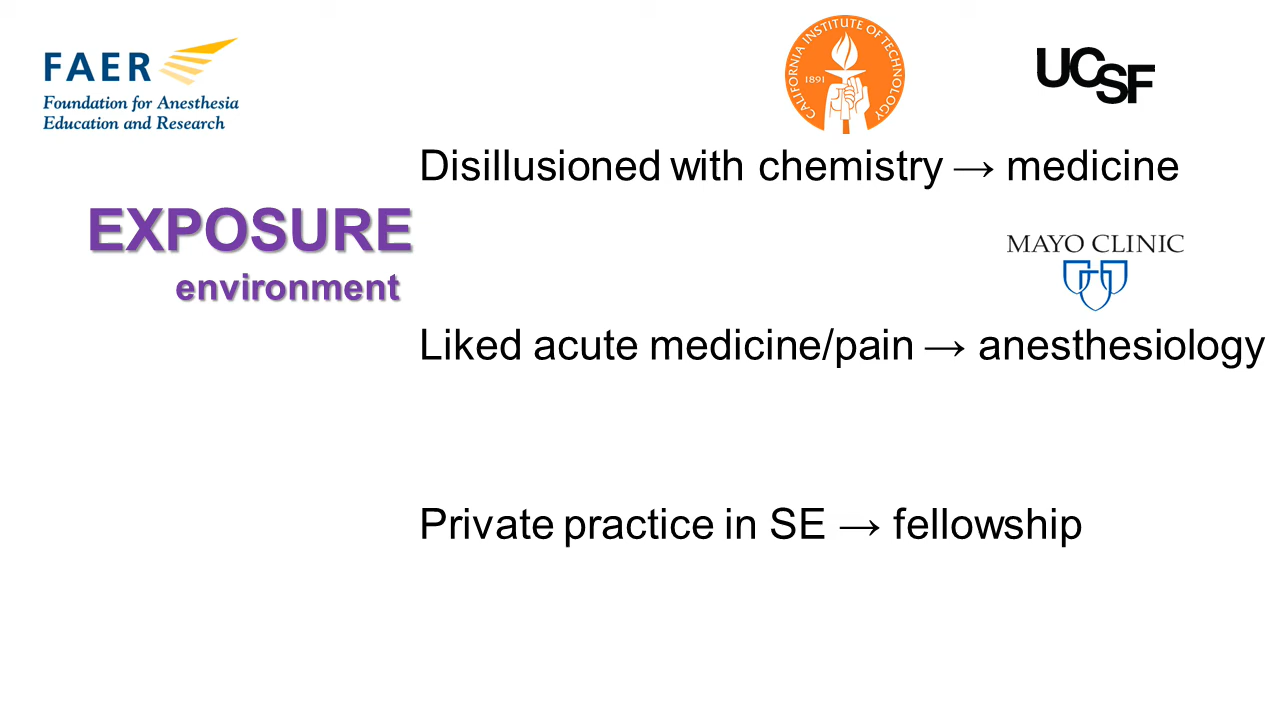 FAER
Foundation for Anesthesia
Education and Research
CALIFORNIA INSTITUTE OF TECHNOLOGY
1891
UCSF
Disillusioned with chemistry → medicine
EXPOSURE
environment
MAYO CLINIC
Liked acute medicine/pain → anesthesiology
Private practice in SE → fellowship